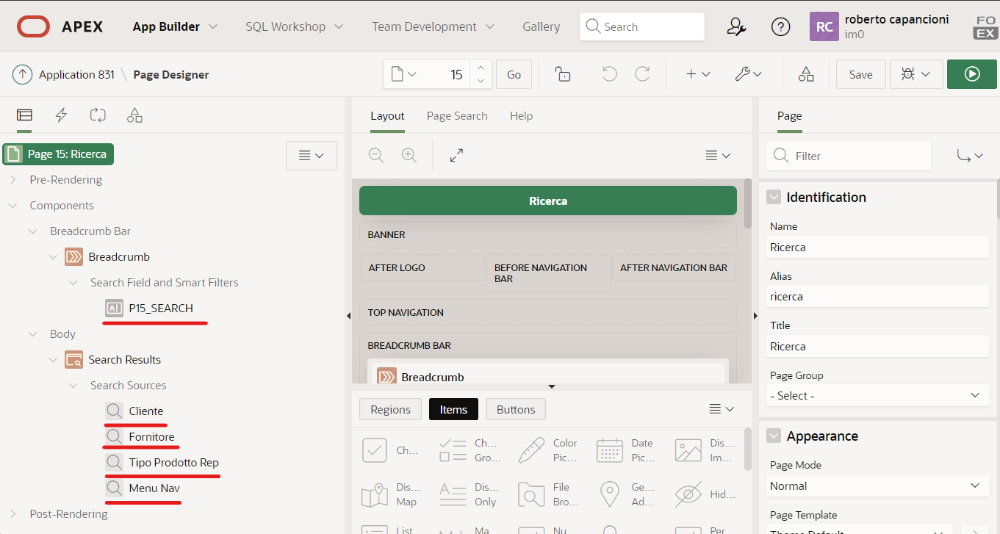 APEX App Builder SQL Workshop Team Development Gallery Search RC roberto capancioni FO
im0 EX
Application 831 \ Page Designer 15 Go Save
Layout Page Search Help
Page
Page 15: Ricerca
Pre-Rendering
Components
Breadcrumb Bar
Breadcrumb
Search Field and Smart Filters
P15_SEARCH
Body
Search Results
Search Sources
Cliente
Fornitore
Tipo Prodotto Rep
Menu Nav
Post-Rendering
Ricerca
BANNER
AFTER LOGO
BEFORE NAVIGATION
BAR
AFTER NAVIGATION BAR
TOP NAVIGATION
BREADCRUMB BAR
Breadcrumb
Regions Items Buttons
Ch...
Ch...
Gro...
Color
Pic...
Date
Pic...
Dis...
Im...
Dis...
Map
Dis...
Only
File
Bro...
Ge...
Ad...
Hid...
List
Ma
Nu
Per
Filter
Identification
Name
Ricerca
Alias
ricerca
Title
Ricerca
Page Group
- Select -
Appearance
Page Mode
Normal
Page Template
Theme Default